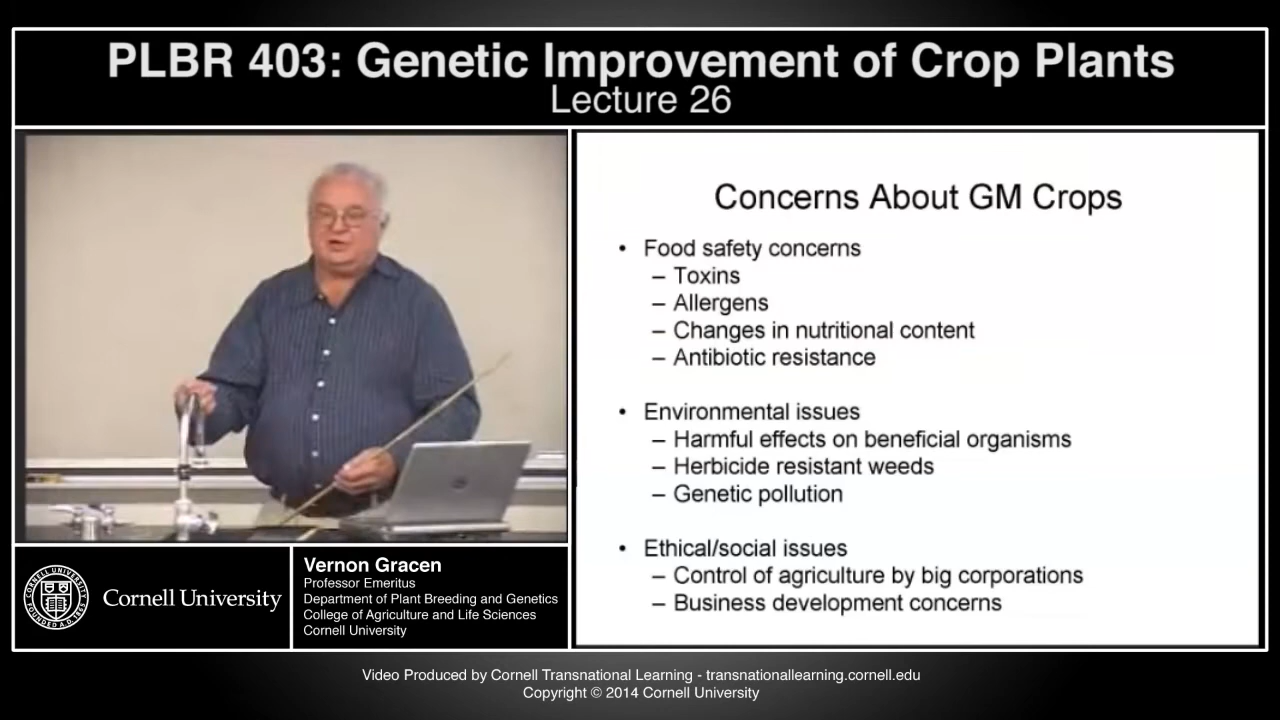 PLBR 403: Genetic Improvement of Crop Plants
Lecture 26
Concerns About GM Crops
• Food safety concerns
– Toxins
– Allergens
– Changes in nutritional content
– Antibiotic resistance
• Environmental issues
– Harmful effects on beneficial organisms
– Herbicide resistant weeds
– Genetic pollution
• Ethical/social issues
– Control of agriculture by big corporations
– Business development concerns
Cornell University
Vernon Gracen
Professor Emeritus
Department of Plant Breeding and Genetics
College of Agriculture and Life Sciences
Cornell University
Video Produced by Cornell Transnational Learning - transnationallearning.cornell.edu
Copyright © 2014 Cornell University